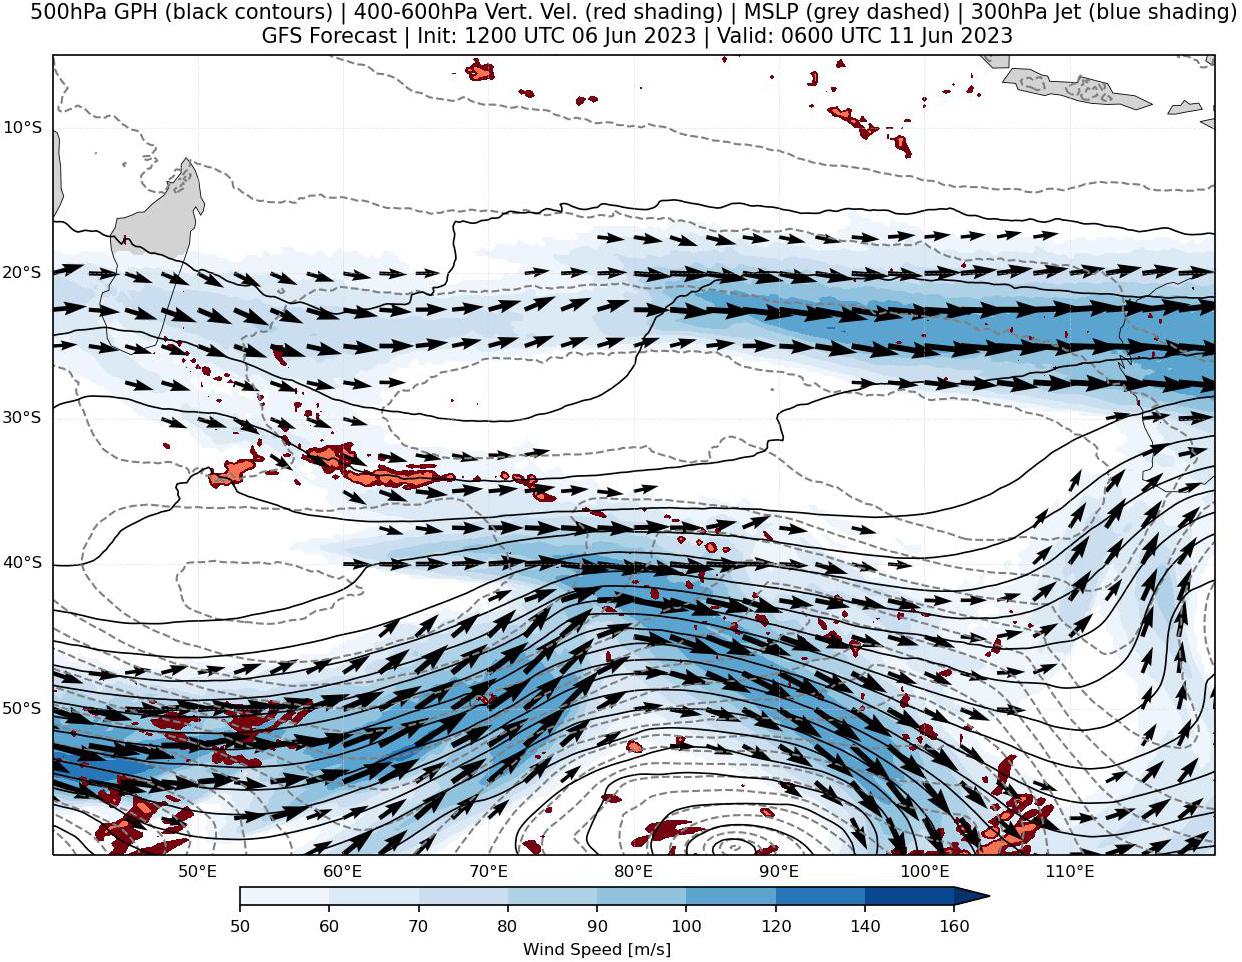 500hPa GPH (black contours) | 400-600hPa Vert. Vel. (red shading) | MSLP (grey dashed) | 300hPa Jet (blue shading)
GFS Forecast | Init: 1200 UTC 06 Jun 2023 | Valid: 0600 UTC 11 Jun 2023
10°S
20°S
30°S
40°S
50°S
50°E 60°E 70°E 80°E 90°E 100°E 110°E
50 60 70 80 90 100 120 140 160
Wind Speed [m/s]